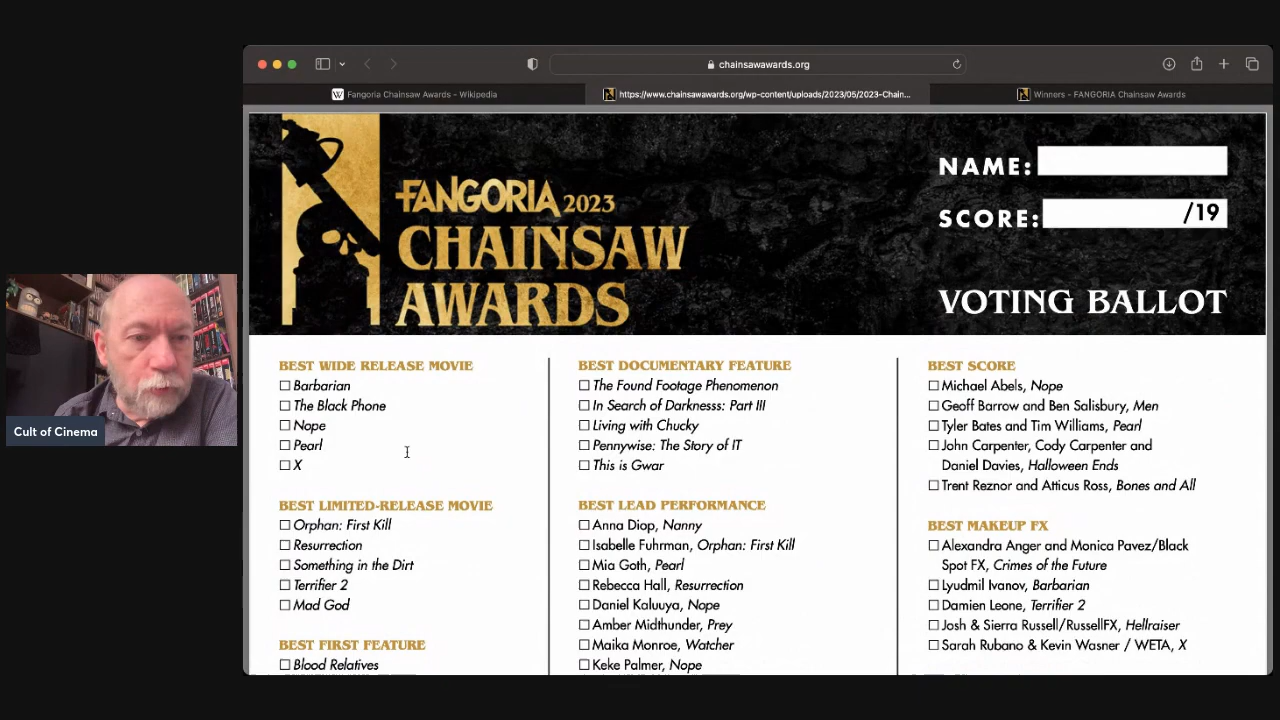 chainsawawards.org
Fangoria Chainsaw Awards - Wikipedia
https://www.chainsawawards.org/wp-content/uploads/2023/05/2023-Chain...
Winners - FANGORIA Chainsaw Awards
FANGORIA 2023
CHAINSAW
AWARDS
NAME:
SCORE: /19
VOTING BALLOT
BEST WIDE RELEASE MOVIE
Barbarian
The Black Phone
Nope
Pearl
X
BEST LIMITED-RELEASE MOVIE
Orphan: First Kill
Resurrection
Something in the Dirt
Terrifier 2
Mad God
BEST FIRST FEATURE
Blood Relatives
BEST DOCUMENTARY FEATURE
The Found Footage Phenomenon
In Search of Darknesss: Part III
Living with Chucky
Pennywise: The Story of IT
This is Gwar
BEST LEAD PERFORMANCE
Anna Diop, Nanny
Isabelle Fuhrman, Orphan: First Kill
Mia Goth, Pearl
Rebecca Hall, Resurrection
Daniel Kaluuya, Nope
Amber Midthunder, Prey
Maika Monroe, Watcher
Keke Palmer, Nope
BEST SCORE
Michael Abels, Nope
Geoff Barrow and Ben Salisbury, Men
Tyler Bates and Tim Williams, Pearl
John Carpenter, Cody Carpenter and
Daniel Davies, Halloween Ends
Trent Reznor and Atticus Ross, Bones and All
BEST MAKEUP FX
Alexandra Anger and Monica Pavez/Black
Spot FX, Crimes of the Future
Lyudmil Ivanov, Barbarian
Damien Leone, Terrifier 2
Josh & Sierra Russell/RussellFX, Hellraiser
Sarah Rubano & Kevin Wasner / WETA, X
Cult of Cinema